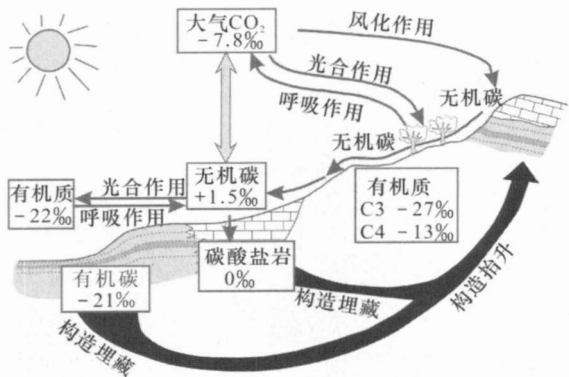 大气CO₂
-7.8‰
风化作用
光合作用
呼吸作用
无机碳
无机碳
有机质
-22‰
光合作用
呼吸作用
无机碳
+1.5‰
有机质
C3 -27‰
C4 -13‰
碳酸盐岩
0‰
有机碳
-21‰
构造埋藏
构造抬升
构造埋藏